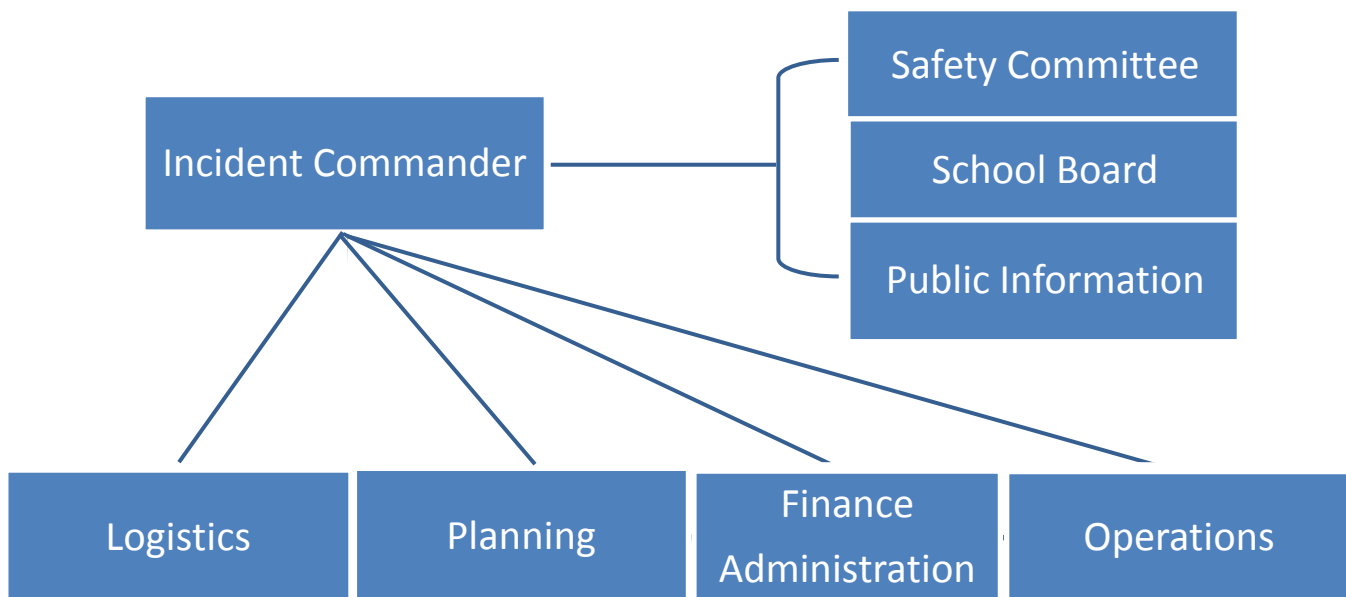 Safety Committee
Incident Commander
School Board
Public Information
Logistics
Planning
Finance
Administration
Operations